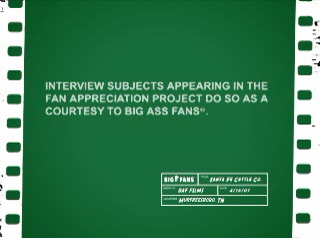 INTERVIEW SUBJECTS APPEARING IN THE
FAN APPRECIATION PROJECT DO SO AS A
COURTESY TO BIG ASS FANS®.
BIG FANS
SANTA FE CATTLE CO.
BAF FILMS
MURFREESBORO, TN